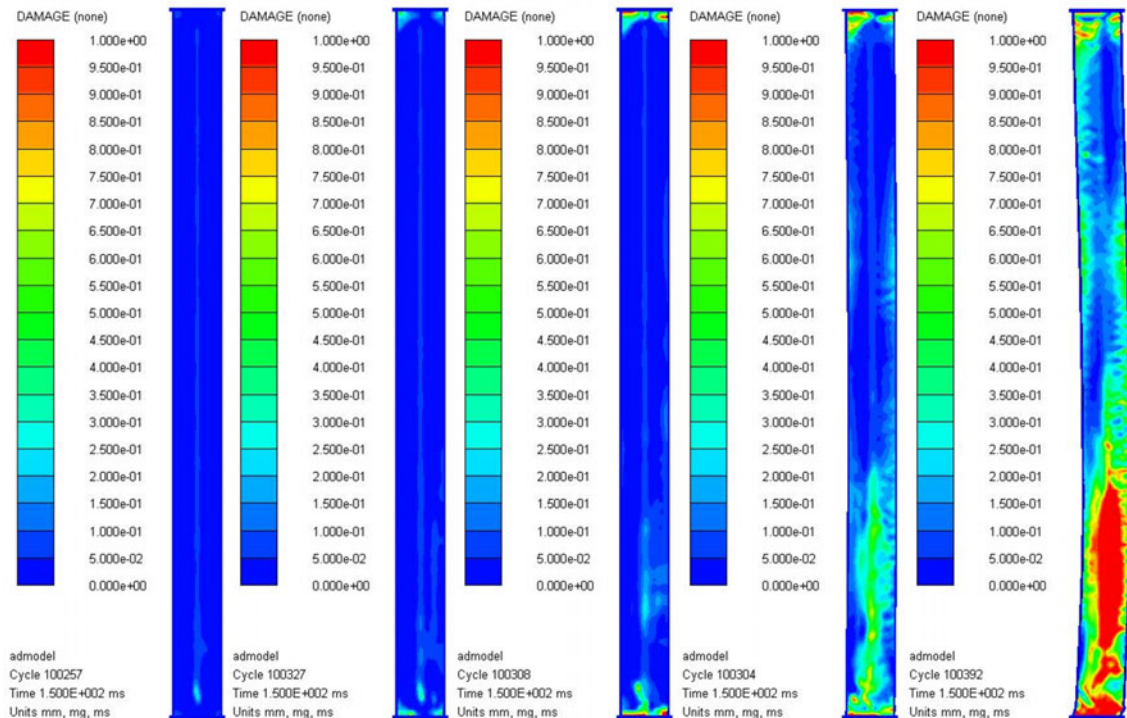 DAMAGE (none)
1.000e+00
9.500e-01
9.000e-01
8.500e-01
8.000e-01
7.500e-01
7.000e-01
6.500e-01
6.000e-01
5.500e-01
5.000e-01
4.500e-01
4.000e-01
3.500e-01
3.000e-01
2.500e-01
2.000e-01
1.500e-01
1.000e-01
5.000e-02
0.000e+00
admodel
Cycle 100257
Time 1.500E+002 ms
Units mm, mg, ms
DAMAGE (none)
1.000e+00
9.500e-01
9.000e-01
8.500e-01
8.000e-01
7.500e-01
7.000e-01
6.500e-01
6.000e-01
5.500e-01
5.000e-01
4.500e-01
4.000e-01
3.500e-01
3.000e-01
2.500e-01
2.000e-01
1.500e-01
1.000e-01
5.000e-02
0.000e+00
admodel
Cycle 100327
Time 1.500E+002 ms
Units mm, mg, ms
DAMAGE (none)
1.000e+00
9.500e-01
9.000e-01
8.500e-01
8.000e-01
7.500e-01
7.000e-01
6.500e-01
6.000e-01
5.500e-01
5.000e-01
4.500e-01
4.000e-01
3.500e-01
3.000e-01
2.500e-01
2.000e-01
1.500e-01
1.000e-01
5.000e-02
0.000e+00
admodel
Cycle 100308
Time 1.500E+002 ms
Units mm, mg, ms
DAMAGE (none)
1.000e+00
9.500e-01
9.000e-01
8.500e-01
8.000e-01
7.500e-01
7.000e-01
6.500e-01
6.000e-01
5.500e-01
5.000e-01
4.500e-01
4.000e-01
3.500e-01
3.000e-01
2.500e-01
2.000e-01
1.500e-01
1.000e-01
5.000e-02
0.000e+00
admodel
Cycle 100304
Time 1.500E+002 ms
Units mm, mg, ms
DAMAGE (none)
1.000e+00
9.500e-01
9.000e-01
8.500e-01
8.000e-01
7.500e-01
7.000e-01
6.500e-01
6.000e-01
5.500e-01
5.000e-01
4.500e-01
4.000e-01
3.500e-01
3.000e-01
2.500e-01
2.000e-01
1.500e-01
1.000e-01
5.000e-02
0.000e+00
admodel
Cycle 100392
Time 1.500E+002 ms
Units mm, mg, ms